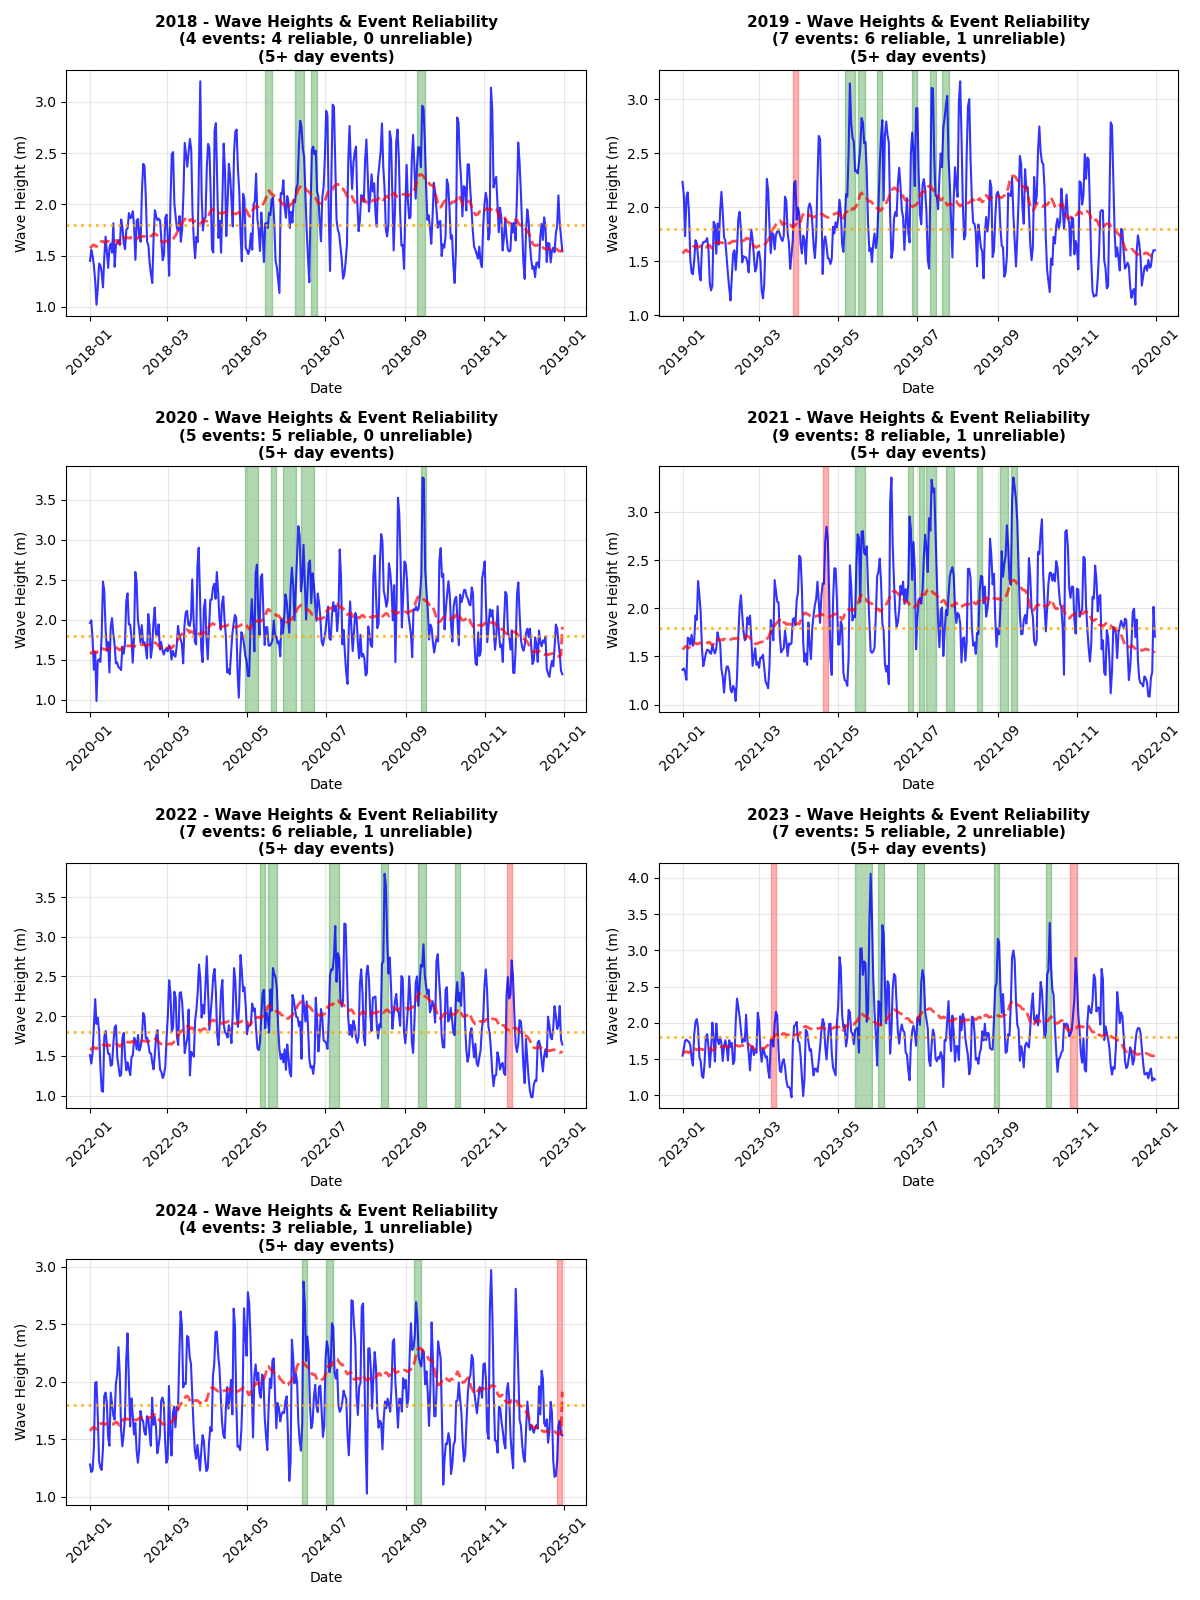 2018 - Wave Heights & Event Reliability
(4 events: 4 reliable, 0 unreliable)
(5+ day events)
Wave Height (m)
3.0
2.5
2.0
1.5
1.0
2018-01
2018-03
2018-05
2018-07
2018-09
2018-11
2019-01
Date
2019 - Wave Heights & Event Reliability
(7 events: 6 reliable, 1 unreliable)
(5+ day events)
Wave Height (m)
3.0
2.5
2.0
1.5
1.0
2019-01
2019-03
2019-05
2019-07
2019-09
2019-11
2020-01
Date
2020 - Wave Heights & Event Reliability
(5 events: 5 reliable, 0 unreliable)
(5+ day events)
Wave Height (m)
3.5
3.0
2.5
2.0
1.5
1.0
2020-01
2020-03
2020-05
2020-07
2020-09
2020-11
2021-01
Date
2021 - Wave Heights & Event Reliability
(9 events: 8 reliable, 1 unreliable)
(5+ day events)
Wave Height (m)
3.0
2.5
2.0
1.5
1.0
2021-01
2021-03
2021-05
2021-07
2021-09
2021-11
2022-01
Date
2022 - Wave Heights & Event Reliability
(7 events: 6 reliable, 1 unreliable)
(5+ day events)
Wave Height (m)
3.5
3.0
2.5
2.0
1.5
1.0
2022-01
2022-03
2022-05
2022-07
2022-09
2022-11
2023-01
Date
2023 - Wave Heights & Event Reliability
(7 events: 5 reliable, 2 unreliable)
(5+ day events)
Wave Height (m)
4.0
3.5
3.0
2.5
2.0
1.5
1.0
2023-01
2023-03
2023-05
2023-07
2023-09
2023-11
2024-01
Date
2024 - Wave Heights & Event Reliability
(4 events: 3 reliable, 1 unreliable)
(5+ day events)
Wave Height (m)
3.0
2.5
2.0
1.5
1.0
2024-01
2024-03
2024-05
2024-07
2024-09
2024-11
2025-01
Date